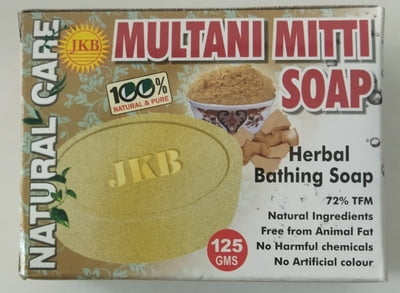 NATURAL CARE
JKB
MULTANI MITTI
SOAP
100%
NATURAL & PURE
JKB
Herbal
Bathing Soap
72% TFM
Natural Ingredients
Free from Animal Fat
No Harmful chemicals
No Artificial colour
125
GMS